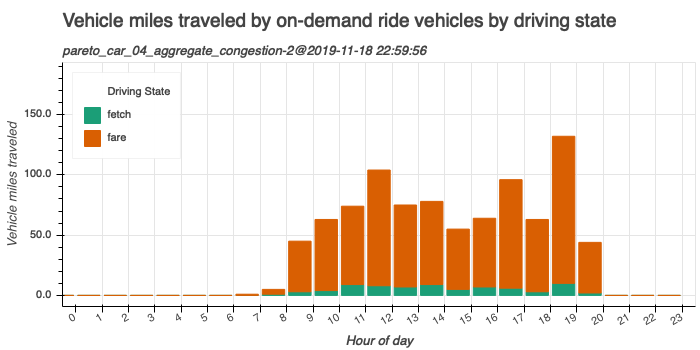 Vehicle miles traveled by on-demand ride vehicles by driving state
pareto_car_04_aggregate_congestion-2@2019-11-18 22:59:56
Driving State
fetch
fare
Vehicle miles traveled
150.0
100.0
50.0
0.0
0 1 2 3 4 5 6 7 8 9 10 11 12 13 14 15 16 17 18 19 20 21 22 23
Hour of day